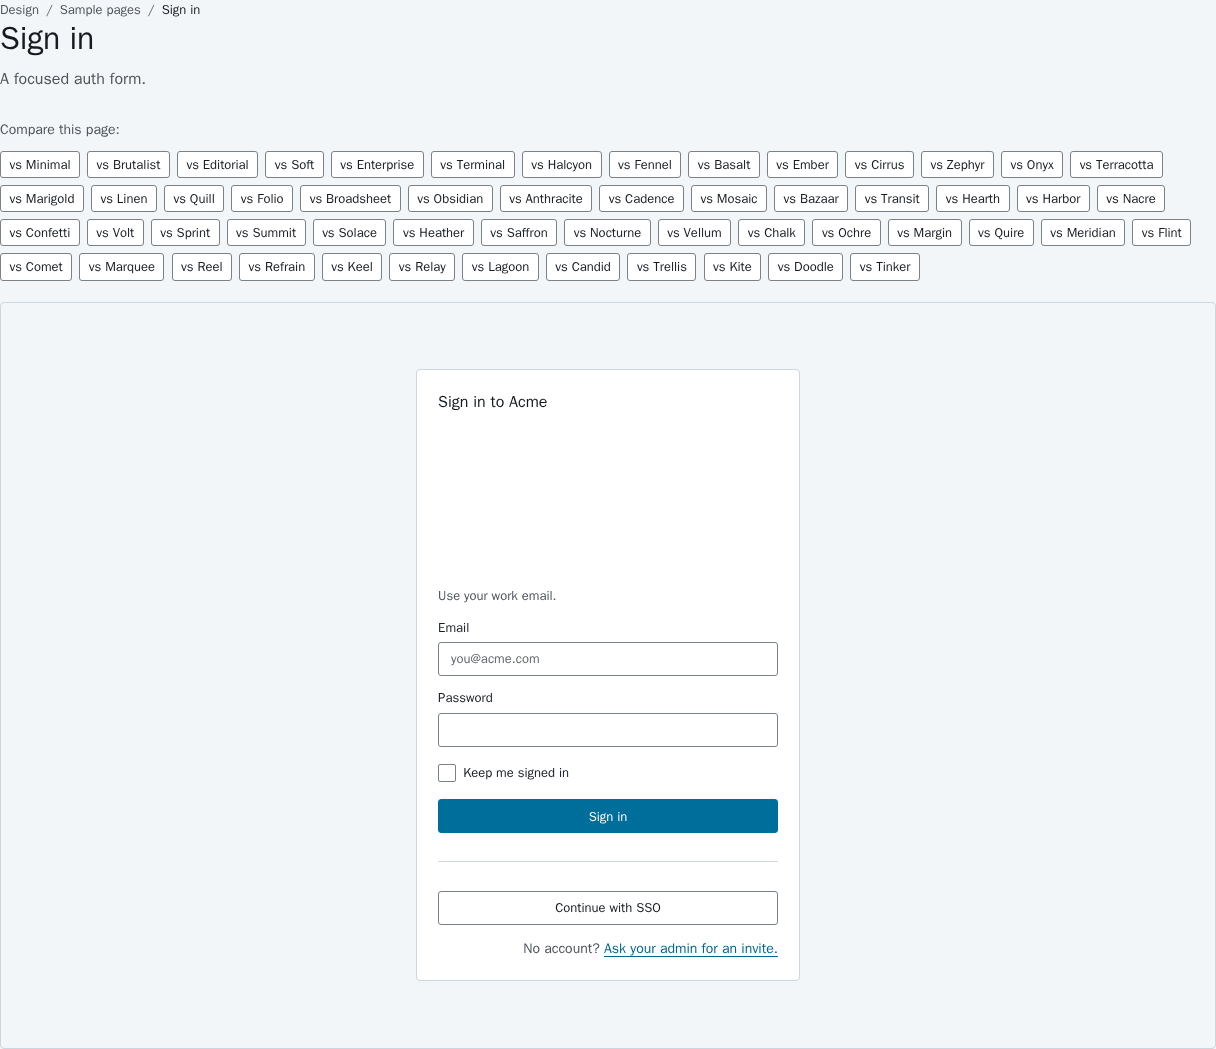 Design / Sample pages / Sign in
Sign in
A focused auth form.
Compare this page:
vs Minimal vs Brutalist vs Editorial vs Soft vs Enterprise vs Terminal vs Halcyon vs Fennel vs Basalt vs Ember vs Cirrus vs Zephyr vs Onyx vs Terracotta
vs Marigold vs Linen vs Quill vs Folio vs Broadsheet vs Obsidian vs Anthracite vs Cadence vs Mosaic vs Bazaar vs Transit vs Hearth vs Harbor vs Nacre
vs Confetti vs Volt vs Sprint vs Summit vs Solace vs Heather vs Saffron vs Nocturne vs Vellum vs Chalk vs Ochre vs Margin vs Quire vs Meridian vs Flint
vs Comet vs Marquee vs Reel vs Refrain vs Keel vs Relay vs Lagoon vs Candid vs Trellis vs Kite vs Doodle vs Tinker
Sign in to Acme
Use your work email.
Email
you@acme.com
Password
Keep me signed in
Sign in
Continue with SSO
No account? Ask your admin for an invite.